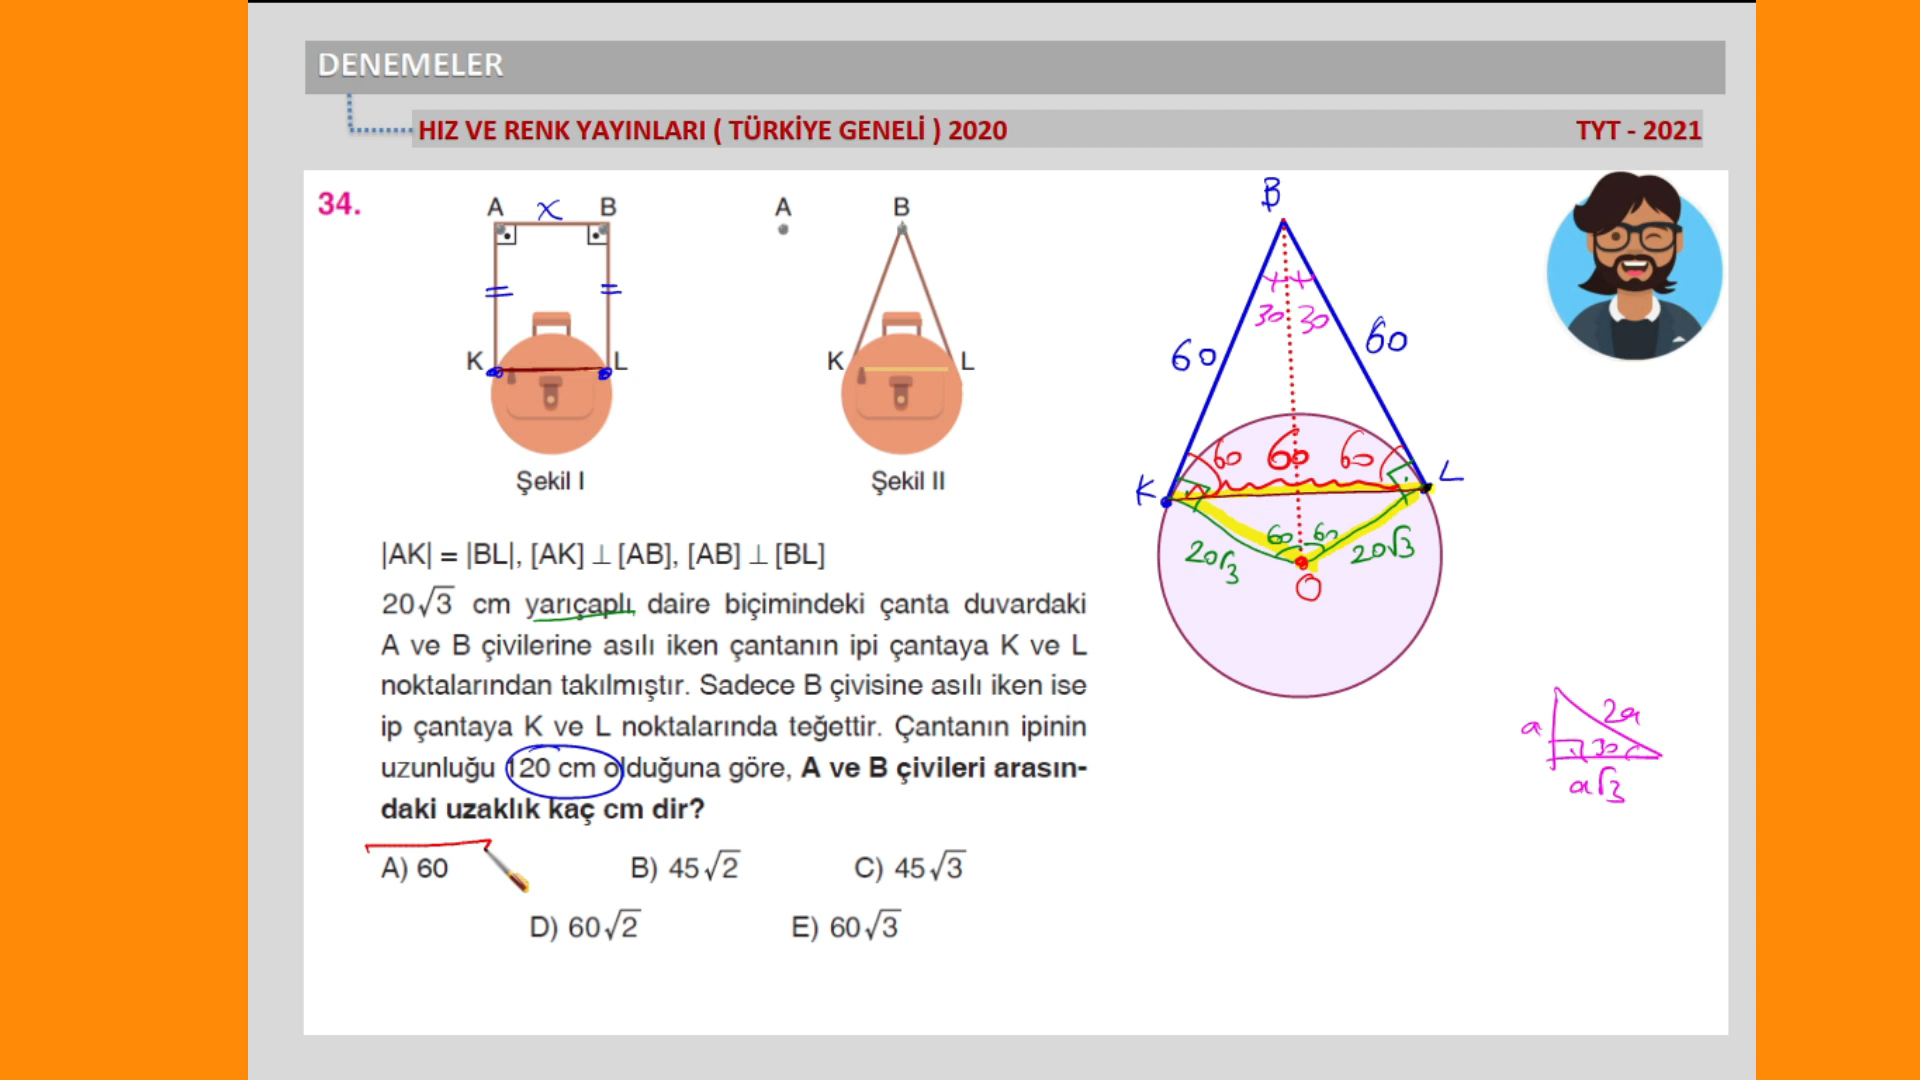 DENEMELER
HIZ VE RENK YAYINLARI ( TÜRKİYE GENELİ ) 2020 TYT - 2021
34.
A x B
K L
Şekil I
A B
K L
Şekil II
|AK| = |BL|, [AK] ⊥ [AB], [AB] ⊥ [BL]
20√3 cm yarıçaplı daire biçimindeki çanta duvardaki
A ve B çivilerine asılı iken çantanın ipi çantaya K ve L
noktalarından takılmıştır. Sadece B çivisine asılı iken ise
ip çantaya K ve L noktalarında teğettir. Çantanın ipinin
uzunluğu 120 cm olduğuna göre, A ve B çivileri arasın-
daki uzaklık kaç cm dir?
A) 60 B) 45√2 C) 45√3
D) 60√2 E) 60√3
B
30 30
60 60
60 60 60
K L
60 60
20√3 20√3
O
a 2a
30
a√3